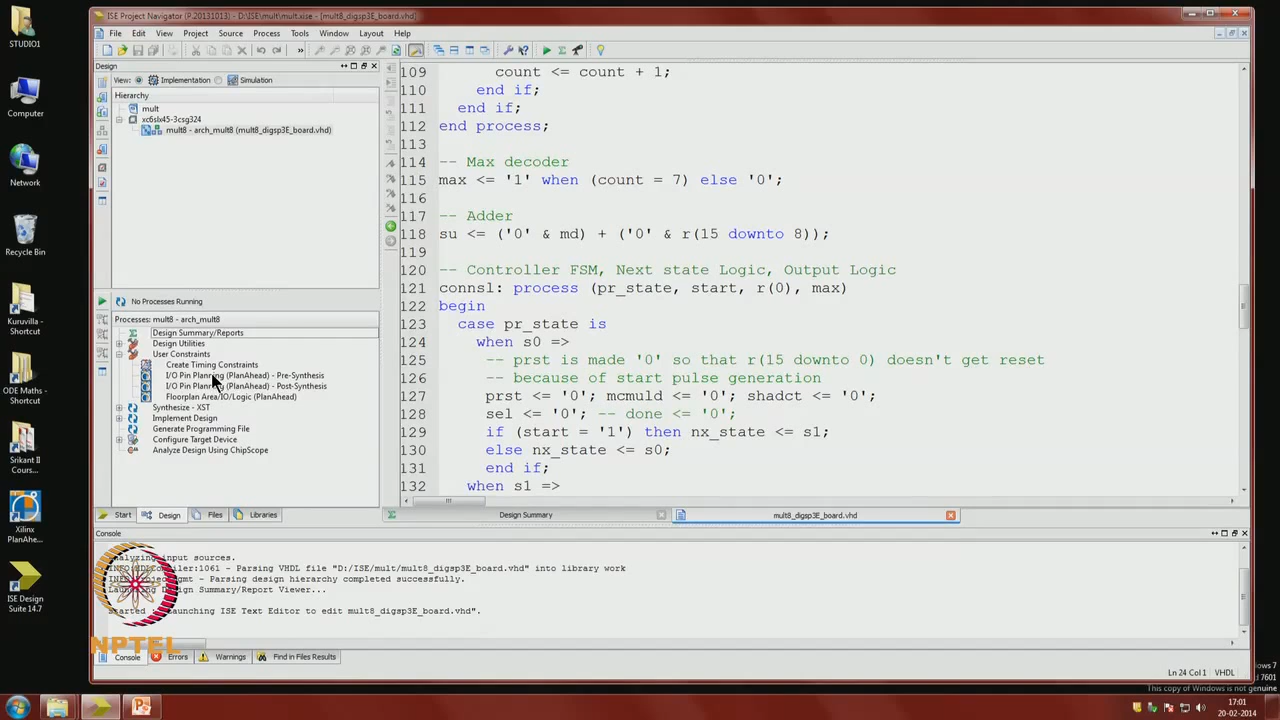 ISE Project Navigator (P.20131013) - D:\ISE\mult\mult.xise - [mult8_digsp3E_board.vhd]
File Edit View Project Source Process Tools Window Layout Help
STUDIO1
Computer
Network
Recycle Bin
Kuruvilla - Shortcut
ODE Maths - Shortcut
Srikant II Cours...
Xilinx PlanAhe...
ISE Design Suite 14.7
Design
View: Implementation Simulation
Hierarchy
mult
xc6slx45-3csg324
mult8 - arch_mult8 (mult8_digsp3E_board.vhd)
No Processes Running
Processes: mult8 - arch_mult8
Design Summary/Reports
Design Utilities
User Constraints
Create Timing Constraints
I/O Pin Planning (PlanAhead) - Pre-Synthesis
I/O Pin Planning (PlanAhead) - Post-Synthesis
Floorplan Area/IO/Logic (PlanAhead)
Synthesize - XST
Implement Design
Generate Programming File
Configure Target Device
Analyze Design Using ChipScope
Start Design Files Libraries
109 count <= count + 1;
110 end if;
111 end if;
112 end process;
113
114 -- Max decoder
115 max <= '1' when (count = 7) else '0';
116
117 -- Adder
118 su <= ('0' & md) + ('0' & r(15 downto 8));
119
120 -- Controller FSM, Next state Logic, Output Logic
121 connsl: process (pr_state, start, r(0), max)
122 begin
123 case pr_state is
124 when s0 =>
125 -- prst is made '0' so that r('15 downto 0) doesn't get reset
126 -- because of start pulse generation
127 prst <= '0'; mcmuld <= '0'; shadct <= '0';
128 sel <= '0'; -- done <= '0';
129 if (start = '1') then nx_state <= s1;
130 else nx_state <= s0;
131 end if;
132 when s1 =>
Design Summary mult8_digsp3E_board.vhd
Console
Analyzing input sources.
- Parsing VHDL file "D:/ISE/mult/mult8_digsp3E_board.vhd" into library work
- Parsing design hierarchy completed successfully.
Launching Design Summary/Report Viewer...
Started : "Launching ISE Text Editor to edit mult8_digsp3E_board.vhd".
NPTEL
Console Errors Warnings Find in Files Results
Ln 24 Col 1 VHDL
7601
This copy of Windows is not genuine
17:01
20-02-2014